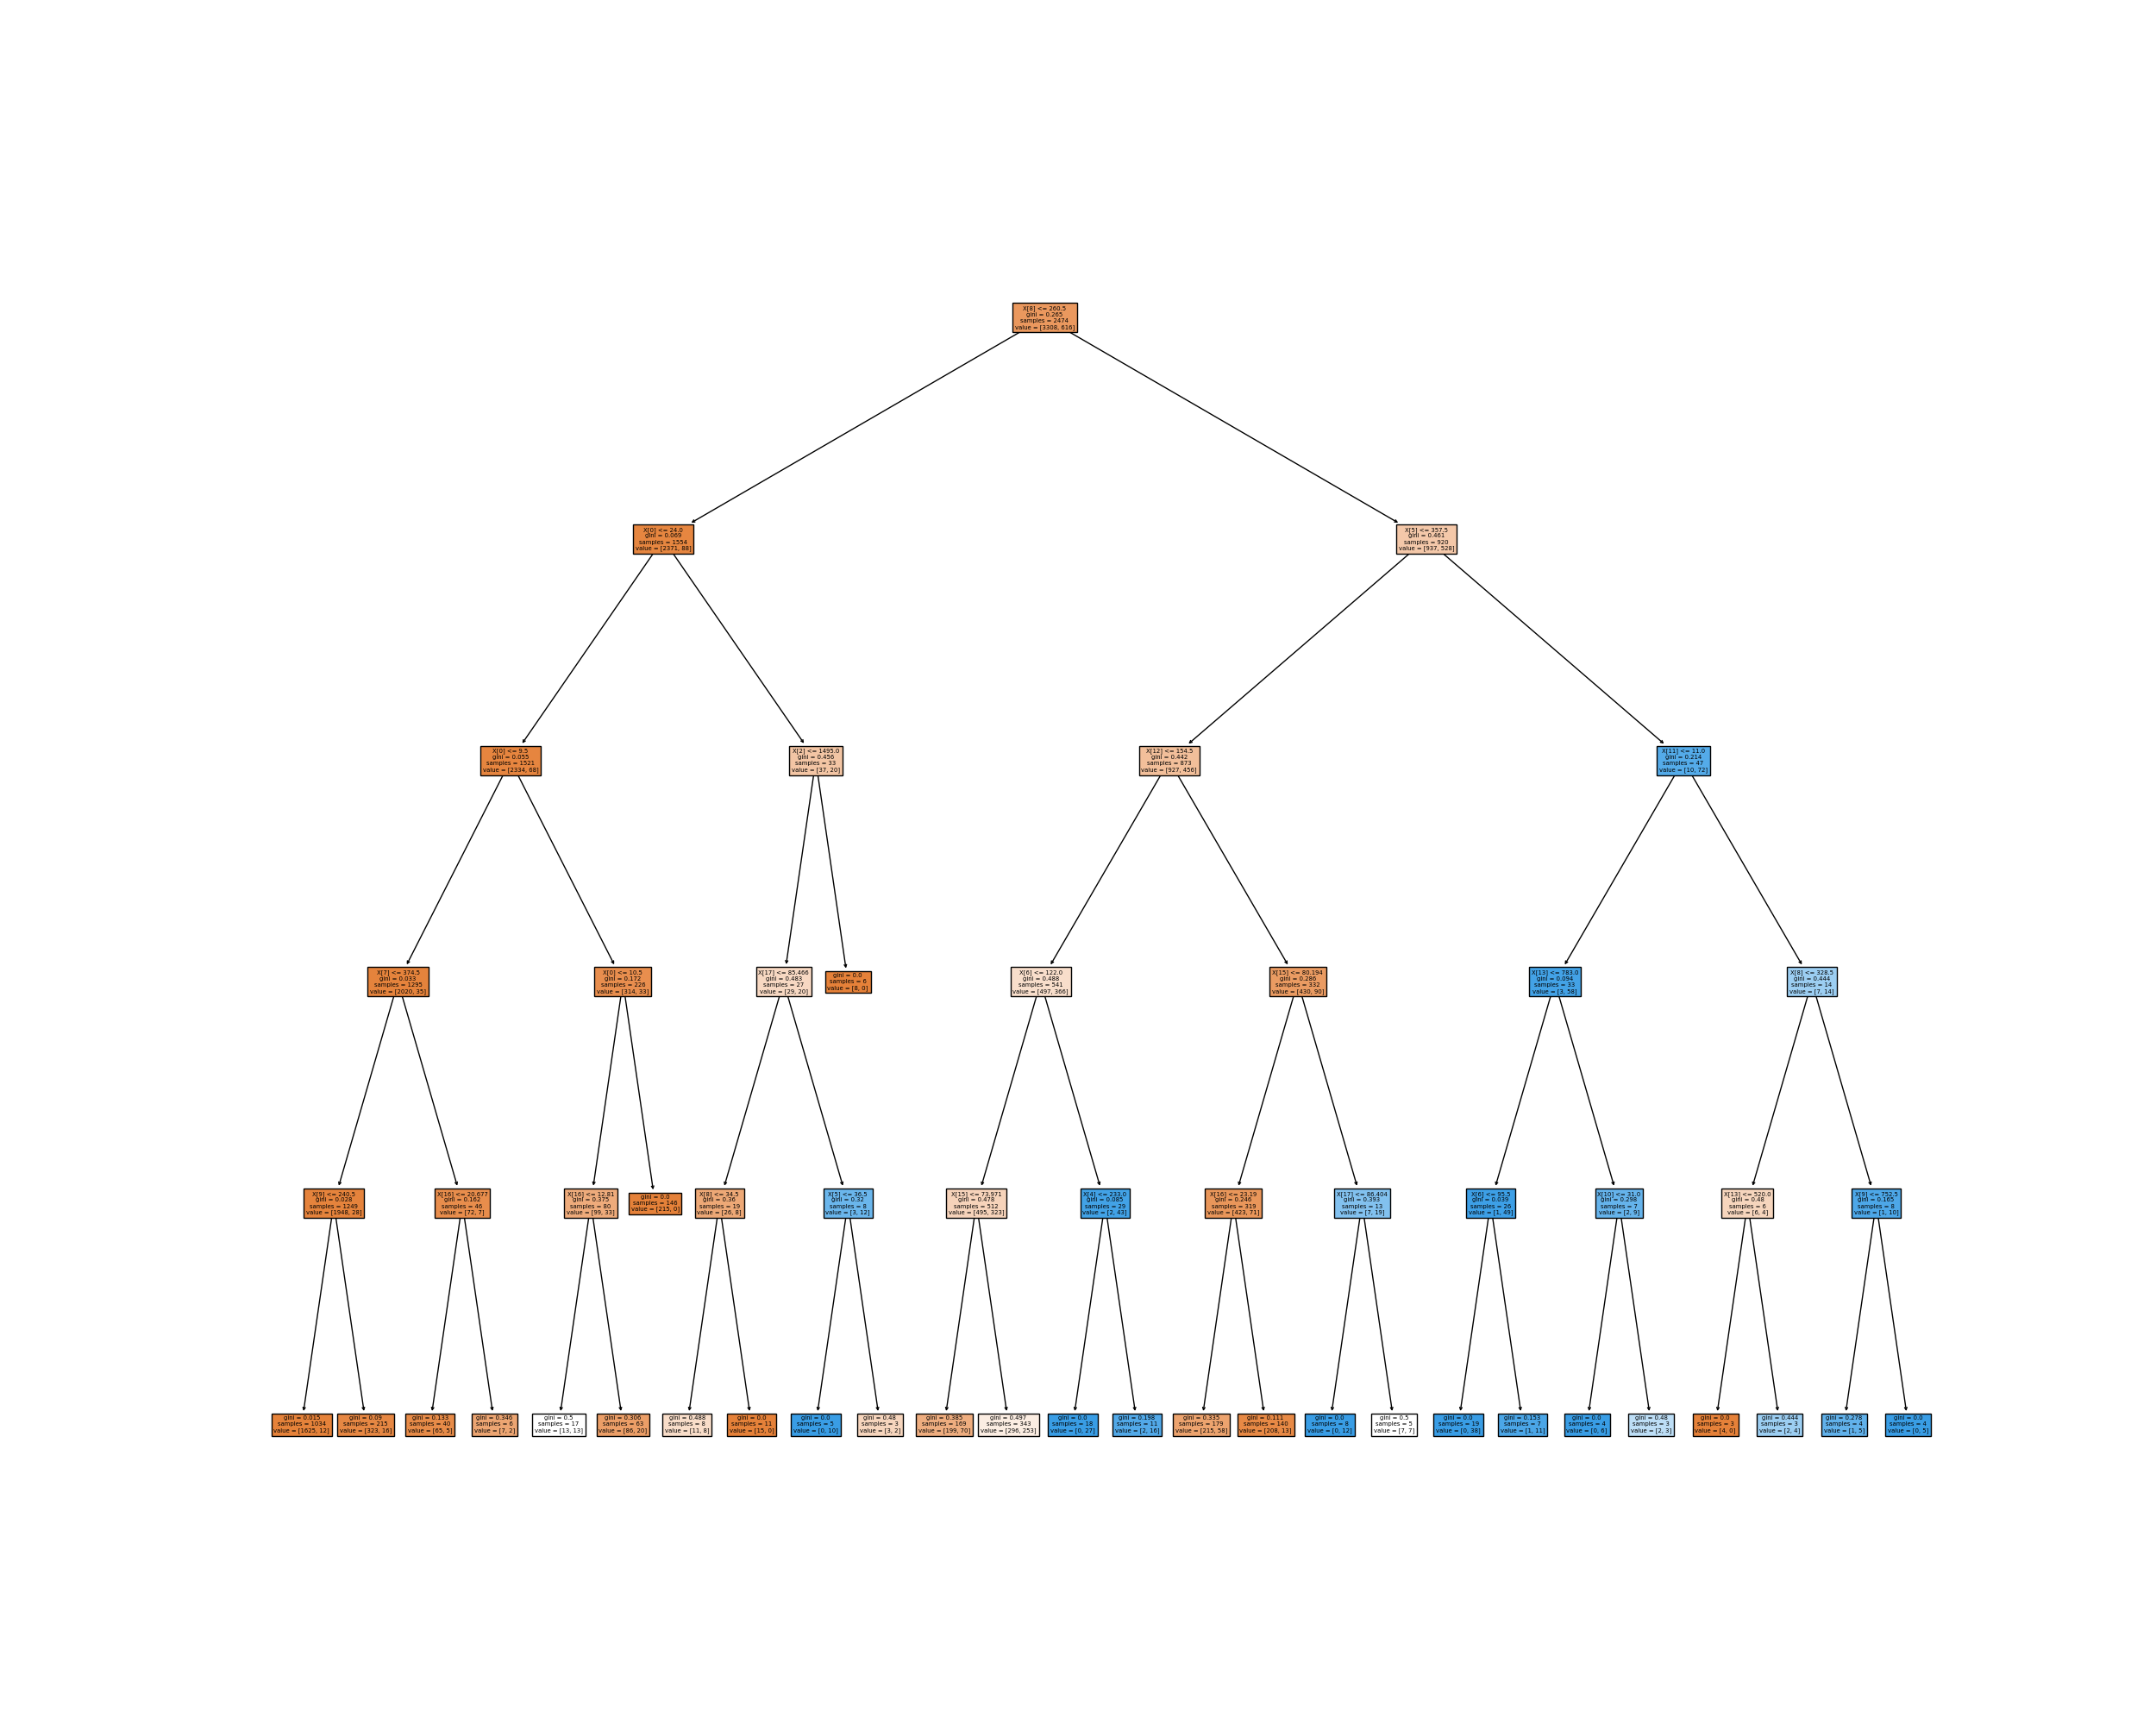 X[8] <= 260.5
gini = 0.265
samples = 2474
value = [3308, 616]
X[0] <= 24.0
gini = 0.069
samples = 1554
value = [2371, 88]
X[5] <= 357.5
gini = 0.461
samples = 920
value = [937, 528]
X[0] <= 9.5
gini = 0.055
samples = 1521
value = [2334, 68]
X[2] <= 1495.0
gini = 0.456
samples = 33
value = [37, 20]
X[12] <= 154.5
gini = 0.442
samples = 873
value = [927, 456]
X[11] <= 11.0
gini = 0.214
samples = 47
value = [10, 72]
X[7] <= 374.5
gini = 0.033
samples = 1295
value = [2020, 35]
X[0] <= 10.5
gini = 0.172
samples = 226
value = [314, 33]
X[17] <= 85.466
gini = 0.483
samples = 27
value = [29, 20]
gini = 0.0
samples = 6
value = [8, 0]
X[6] <= 122.0
gini = 0.488
samples = 541
value = [497, 366]
X[15] <= 80.194
gini = 0.286
samples = 332
value = [430, 90]
X[13] <= 783.0
gini = 0.094
samples = 33
value = [3, 58]
X[8] <= 328.5
gini = 0.444
samples = 14
value = [7, 14]
X[9] <= 240.5
gini = 0.028
samples = 1249
value = [1948, 28]
X[16] <= 20.677
gini = 0.162
samples = 46
value = [72, 7]
X[16] <= 12.81
gini = 0.375
samples = 80
value = [99, 33]
gini = 0.0
samples = 146
value = [215, 0]
X[8] <= 34.5
gini = 0.36
samples = 19
value = [26, 8]
X[5] <= 36.5
gini = 0.32
samples = 8
value = [3, 12]
X[15] <= 73.971
gini = 0.478
samples = 512
value = [495, 323]
X[4] <= 233.0
gini = 0.085
samples = 29
value = [2, 43]
X[16] <= 23.19
gini = 0.246
samples = 319
value = [423, 71]
X[17] <= 86.404
gini = 0.393
samples = 13
value = [7, 19]
X[6] <= 95.5
gini = 0.039
samples = 26
value = [1, 49]
X[10] <= 31.0
gini = 0.298
samples = 7
value = [2, 9]
X[13] <= 520.0
gini = 0.48
samples = 6
value = [6, 4]
X[9] <= 752.5
gini = 0.165
samples = 8
value = [1, 10]
gini = 0.015
samples = 1034
value = [1625, 12]
gini = 0.09
samples = 215
value = [323, 16]
gini = 0.133
samples = 40
value = [65, 5]
gini = 0.346
samples = 6
value = [7, 2]
gini = 0.5
samples = 17
value = [13, 13]
gini = 0.306
samples = 63
value = [86, 20]
gini = 0.488
samples = 8
value = [11, 8]
gini = 0.0
samples = 11
value = [15, 0]
gini = 0.0
samples = 5
value = [0, 10]
gini = 0.48
samples = 3
value = [3, 2]
gini = 0.385
samples = 169
value = [199, 70]
gini = 0.497
samples = 343
value = [296, 253]
gini = 0.0
samples = 18
value = [0, 27]
gini = 0.198
samples = 11
value = [2, 16]
gini = 0.335
samples = 179
value = [215, 58]
gini = 0.111
samples = 140
value = [208, 13]
gini = 0.0
samples = 8
value = [0, 12]
gini = 0.5
samples = 5
value = [7, 7]
gini = 0.0
samples = 19
value = [0, 38]
gini = 0.153
samples = 7
value = [1, 11]
gini = 0.0
samples = 4
value = [0, 6]
gini = 0.48
samples = 3
value = [2, 3]
gini = 0.0
samples = 3
value = [4, 0]
gini = 0.444
samples = 3
value = [2, 4]
gini = 0.278
samples = 4
value = [1, 5]
gini = 0.0
samples = 4
value = [0, 5]